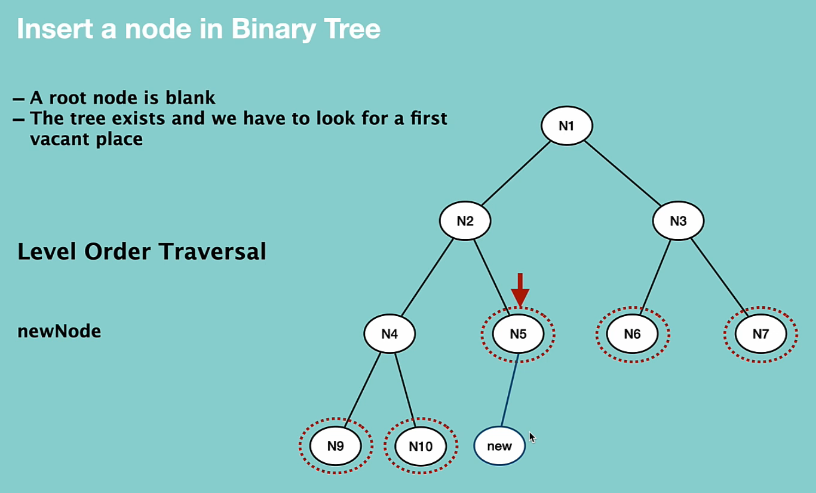 Insert a node in Binary Tree
– A root node is blank
– The tree exists and we have to look for a first
vacant place
N1
N2
N3
Level Order Traversal
newNode
N4
N5
N6
N7
N9
N10
new